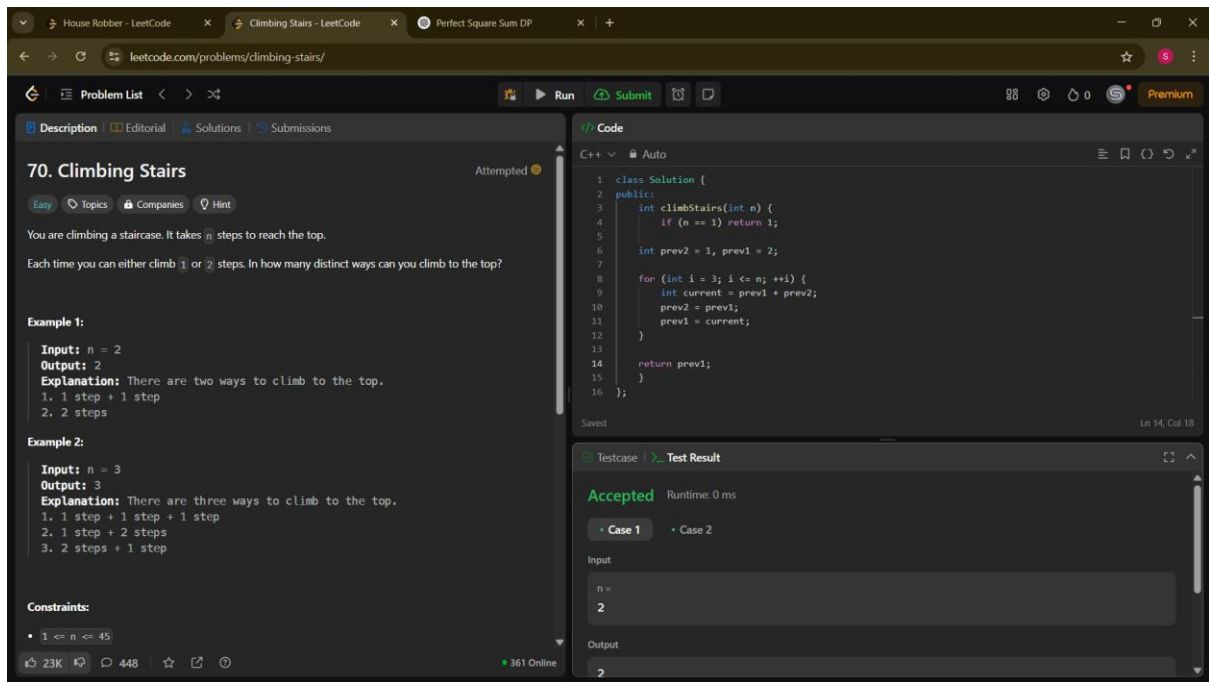 House Robber - LeetCode
Climbing Stairs - LeetCode
Perfect Square Sum DP
leetcode.com/problems/climbing-stairs/
S
Problem List
Run
Submit
0
Premium
Description
Editorial
Solutions
Submissions
70. Climbing Stairs
Attempted
Easy
Topics
Companies
Hint
You are climbing a staircase. It takes n steps to reach the top.
Each time you can either climb 1 or 2 steps. In how many distinct ways can you climb to the top?
Example 1:
Input: n = 2
Output: 2
Explanation: There are two ways to climb to the top.
1. 1 step + 1 step
2. 2 steps
Example 2:
Input: n = 3
Output: 3
Explanation: There are three ways to climb to the top.
1. 1 step + 1 step + 1 step
2. 1 step + 2 steps
3. 2 steps + 1 step
Constraints:
• 1 <= n <= 45
23K
448
361 Online
</> Code
C++
Auto
1 class Solution {
2 public:
3 int climbStairs(int n) {
4 if (n == 1) return 1;
5
6 int prev2 = 1, prev1 = 2;
7
8 for (int i = 3; i <= n; ++i) {
9 int current = prev1 + prev2;
10 prev2 = prev1;
11 prev1 = current;
12 }
13
14 return prev1;
15 }
16 };
Saved
Ln 14, Col 18
Testcase
>_ Test Result
Accepted
Runtime: 0 ms
• Case 1
• Case 2
Input
n =
2
Output
2